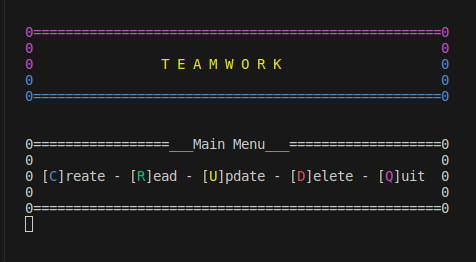 0===================================================0
0                                                   0
0                T E A M W O R K                    0
0                                                   0
0===================================================0
0=================___Main Menu___===================0
0                                                   0
0 [C]reate - [R]ead - [U]pdate - [D]elete - [Q]uit  0
0                                                   0
0===================================================0